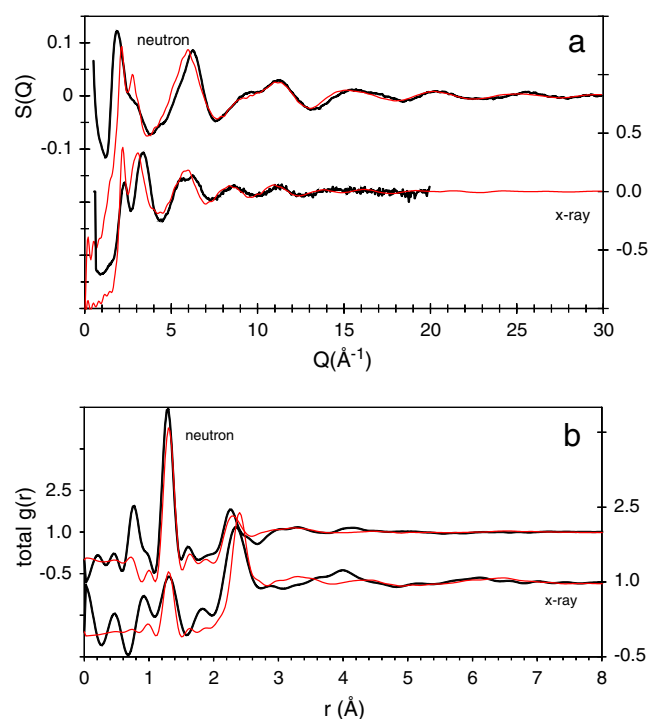 a
neutron
S(Q)
0.1
0
-0.1
0.5
0.0
-0.5
x-ray
0 5 10 15 20 25 30
Q(Å⁻¹)
b
neutron
total g(r)
2.5
1.0
-0.5
2.5
1.0
-0.5
x-ray
0 1 2 3 4 5 6 7 8
r (Å)